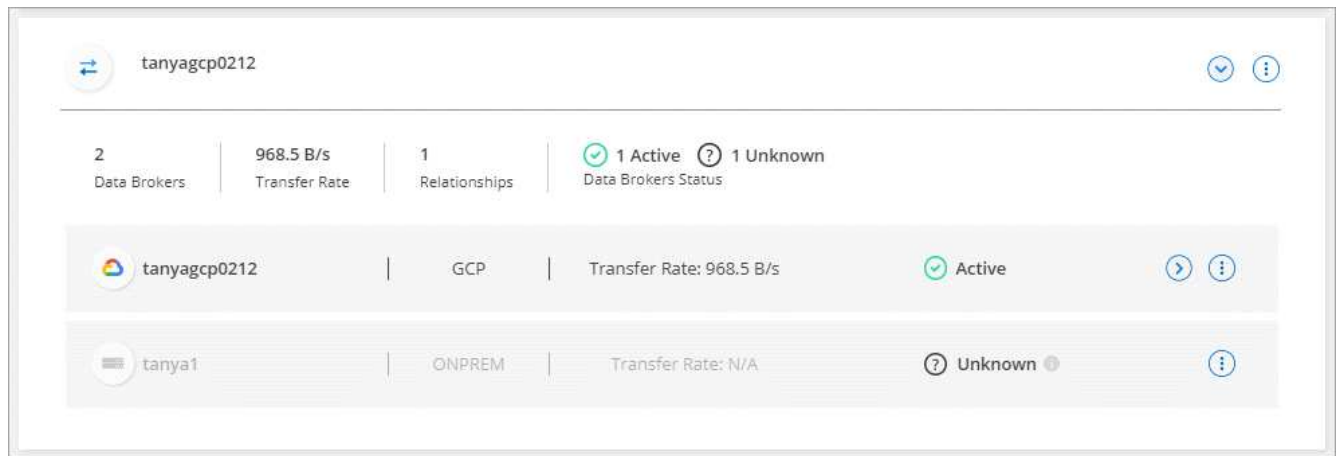 tanyagcp0212
2 968.5 B/s 1 1 Active 1 Unknown
Data Brokers Transfer Rate Relationships Data Brokers Status
tanyagcp0212 GCP Transfer Rate: 968.5 B/s Active
tanya1 ONPREM Transfer Rate: N/A Unknown